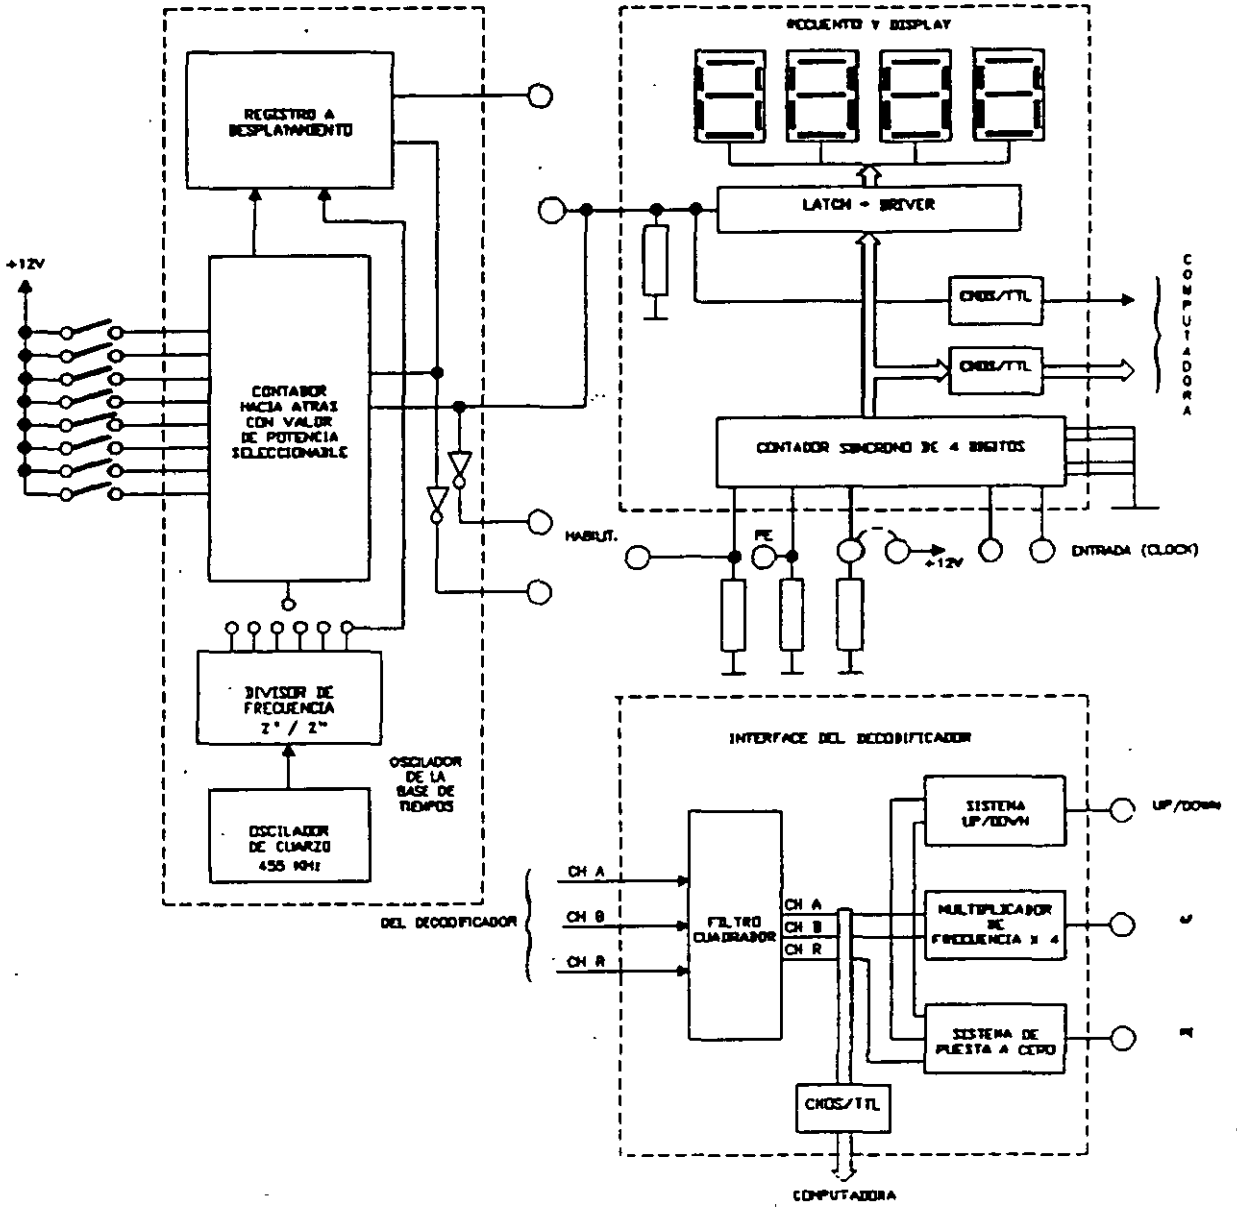 RECUENTO Y DISPLAY
REGISTRO A
DESPLAYAMIENTO
LATCH - DRIVER
+12V
CMOS/TTL
CMOS/TTL
COMPUTADORA
CONTADOR
HACIA ATRAS
CON VALOR
DE POTENCIA
SELECCIONABLE
CONTADOR SINCRONO DE 4 DIGITOS
HABILIT.
PE
+12V
ENTRADA (CLOCK)
DIVISOR DE
FRECUENCIA
OSCILADOR
DE LA
BASE DE
TIEMPOS
OSCILADOR
DE CUARZO
455 KHz
INTERFACE DEL DECODIFICADOR
SISTEMA
UP/DOWN
UP/DOWN
DEL DECODIFICADOR
CH A
CH B
CH R
FILTRO
CUADRADOR
CH A
CH B
CH R
MULTIPLICADOR
DE
FRECUENCIA X 4
SISTEMA DE
PUESTA A CERO
CMOS/TTL
COMPUTADORA